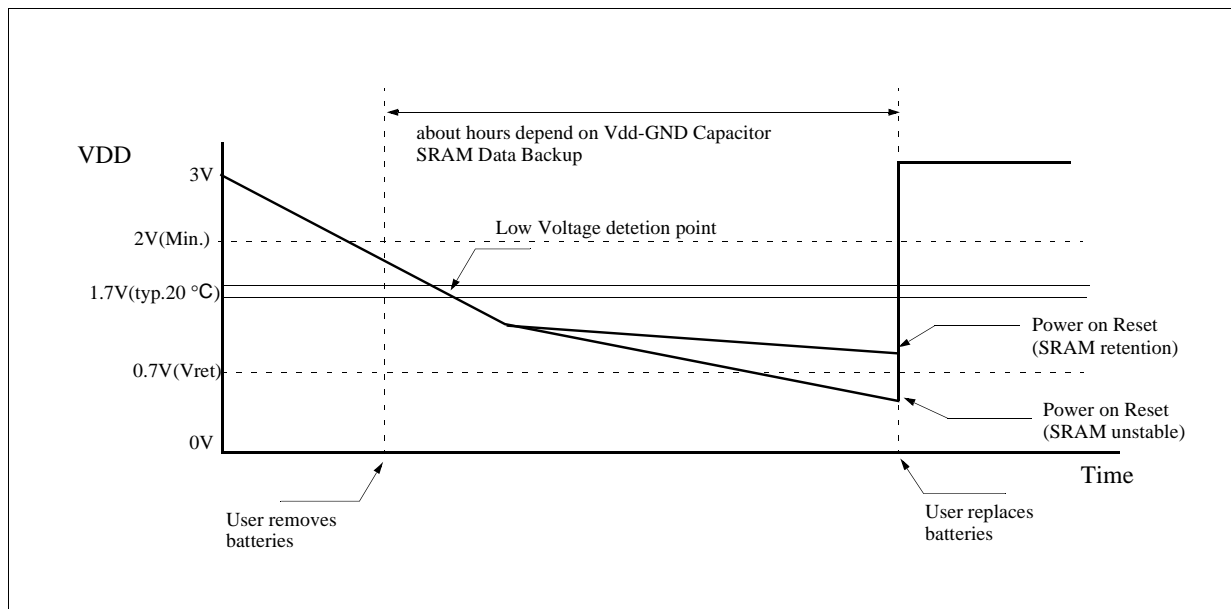 about hours depend on Vdd-GND Capacitor
SRAM Data Backup
VDD
3V
Low Voltage detetion point
2V(Min.)
1.7V(typ.20 °C)
Power on Reset
(SRAM retention)
0.7V(Vret)
Power on Reset
(SRAM unstable)
0V
Time
User removes
batteries
User replaces
batteries